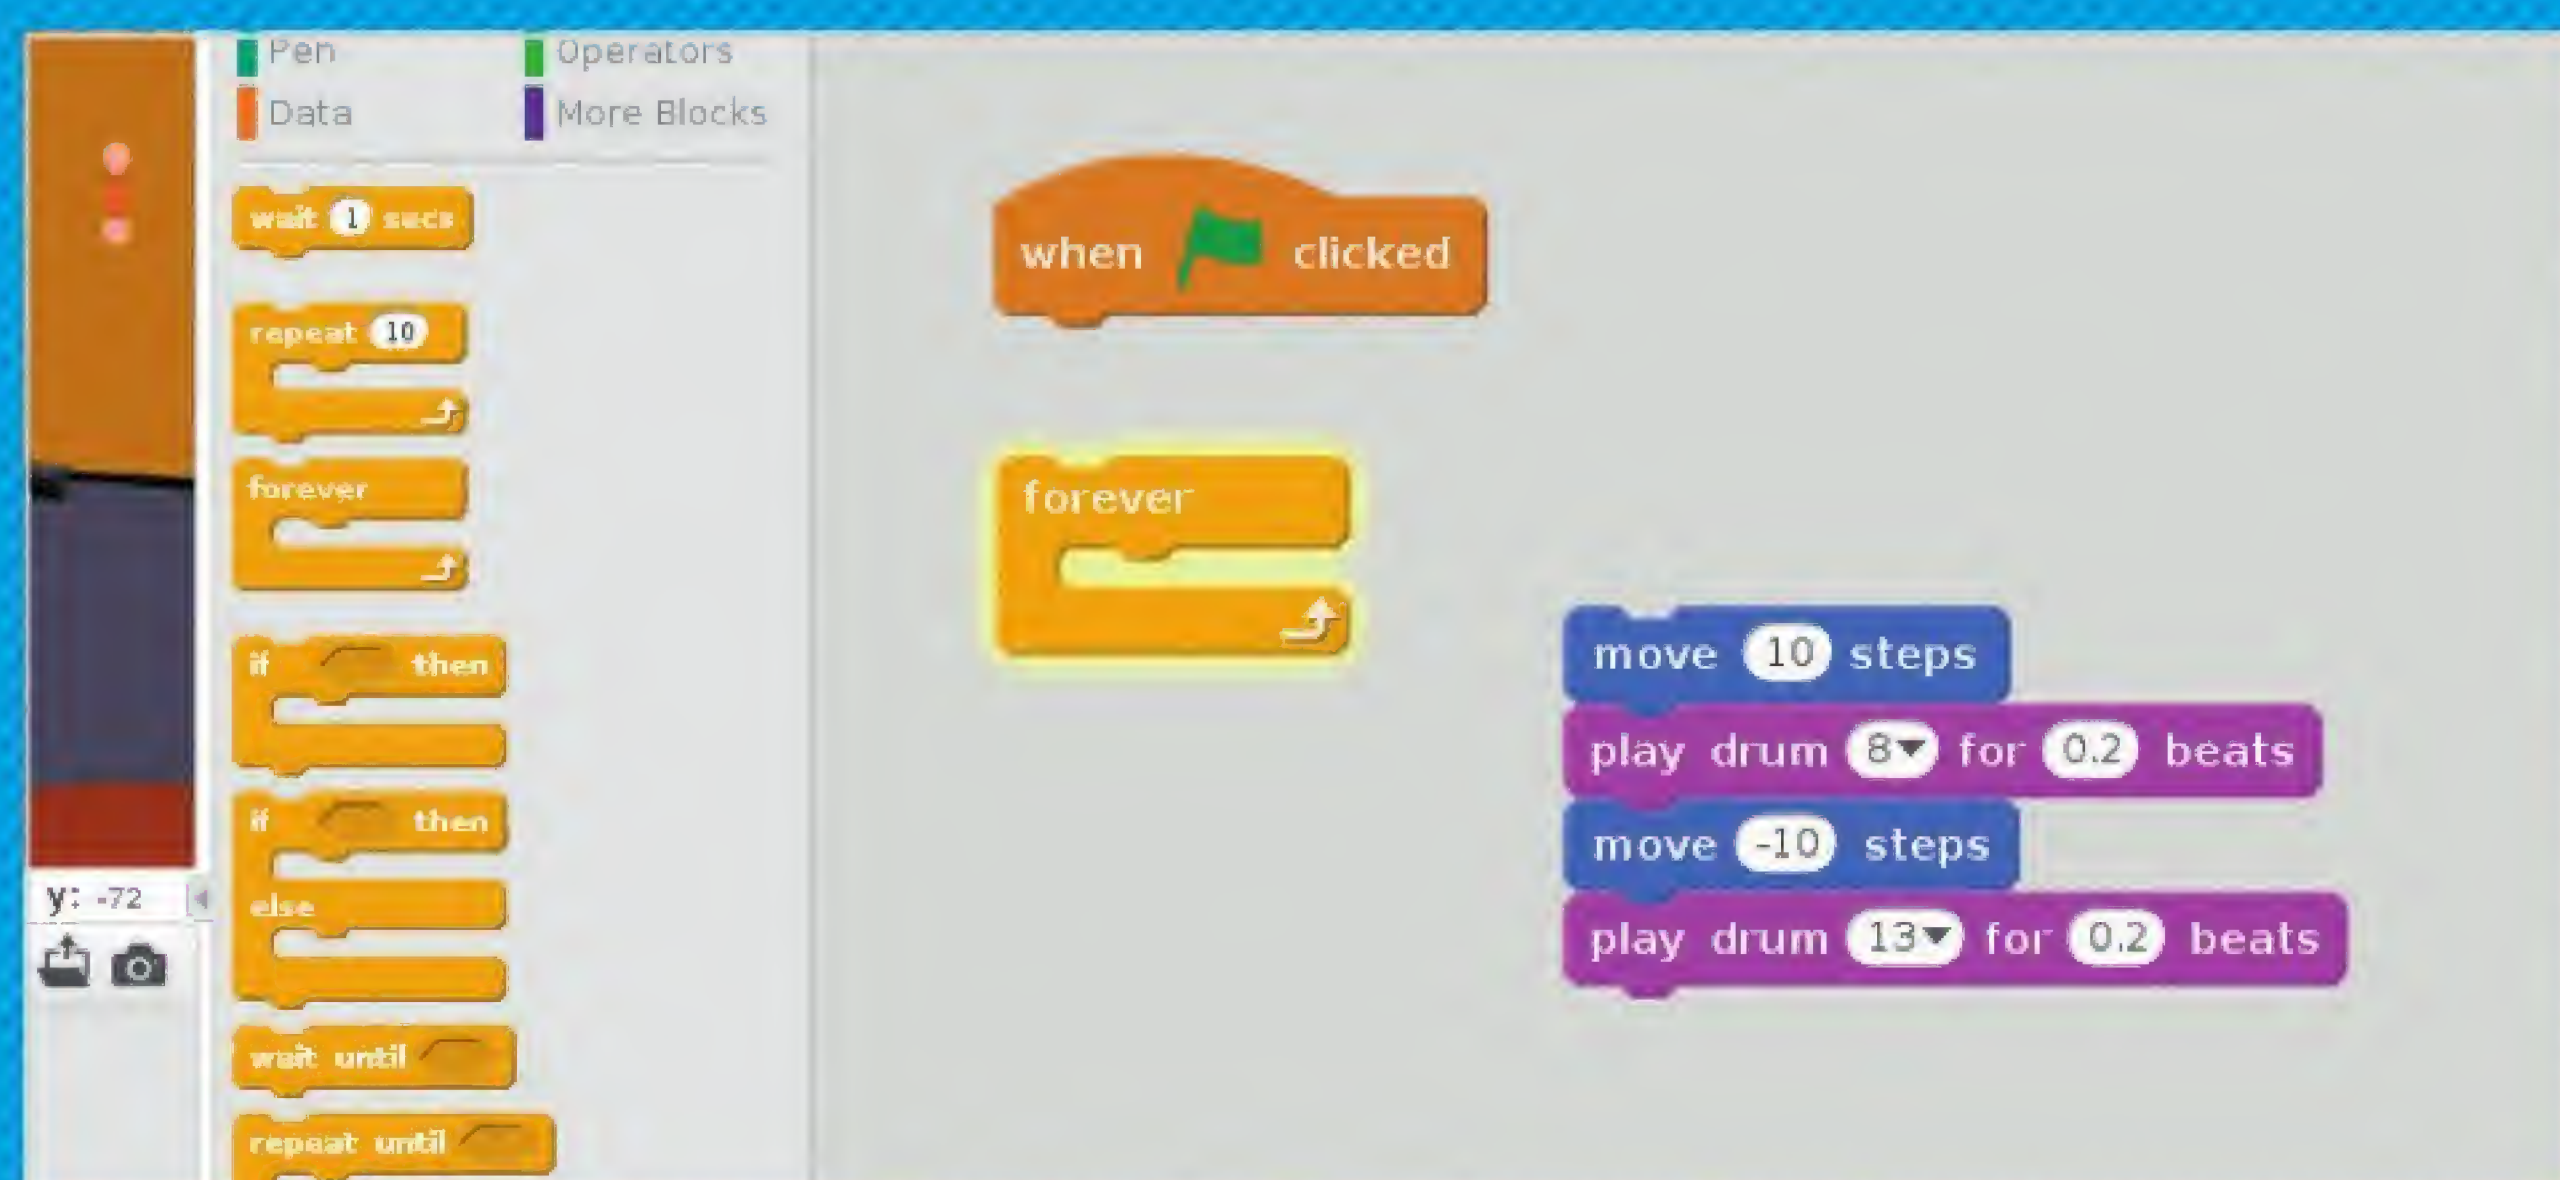 Pen
Operators
Data
More Blocks
wait 1 secs
repeat 10
forever
if then
if then
else
wait until
repeat until
y: -72
when clicked
forever
move 10 steps
play drum 8 for 0.2 beats
move -10 steps
play drum 13 for 0.2 beats